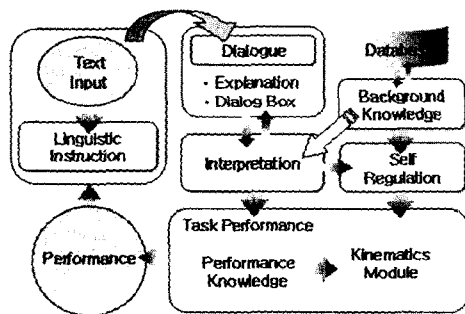 Text
Input
Linguistic
Instruction
Performance
Dialogue
• Explanation
• Dialog Box
Interpretation
Background
Knowledge
Self
Regulation
Task Performance
Performance
Knowledge
Kinematics
Module